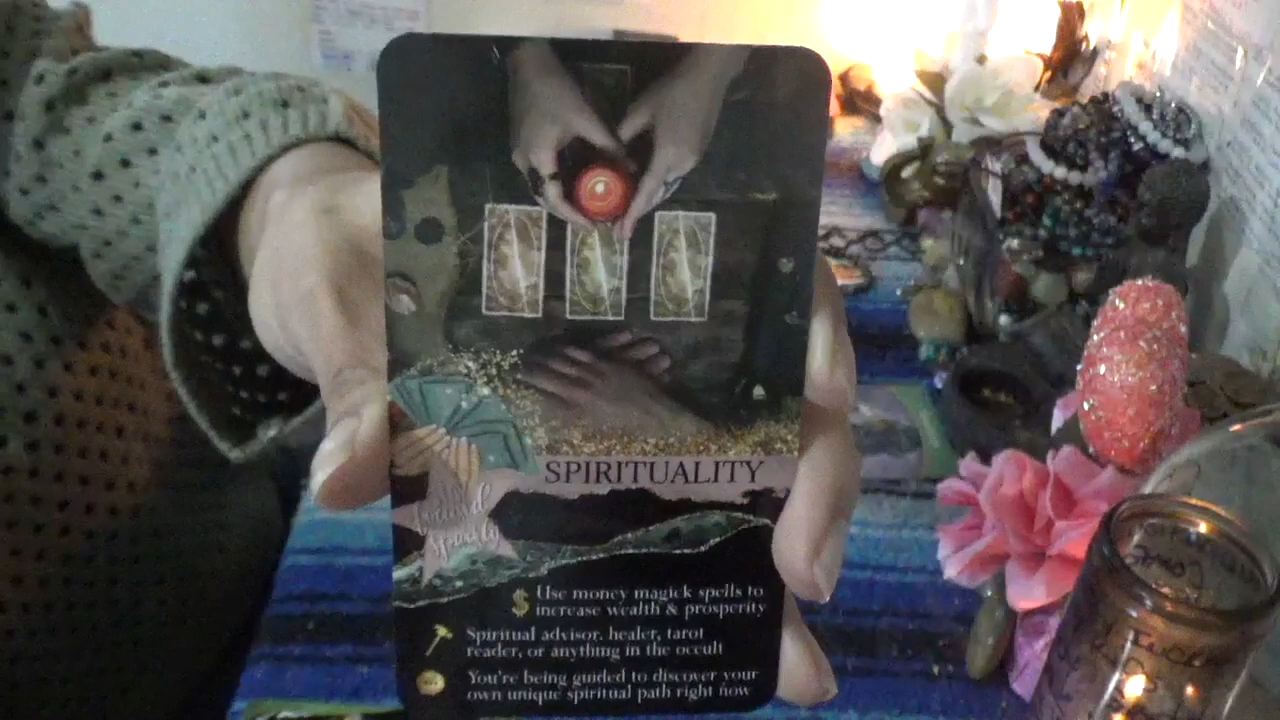 SPIRITUALITY
Use money magick spells to
increase wealth & prosperity
Spiritual advisor, healer, tarot
reader, or anything in the occult
You're being guided to discover your
own unique spiritual path right now